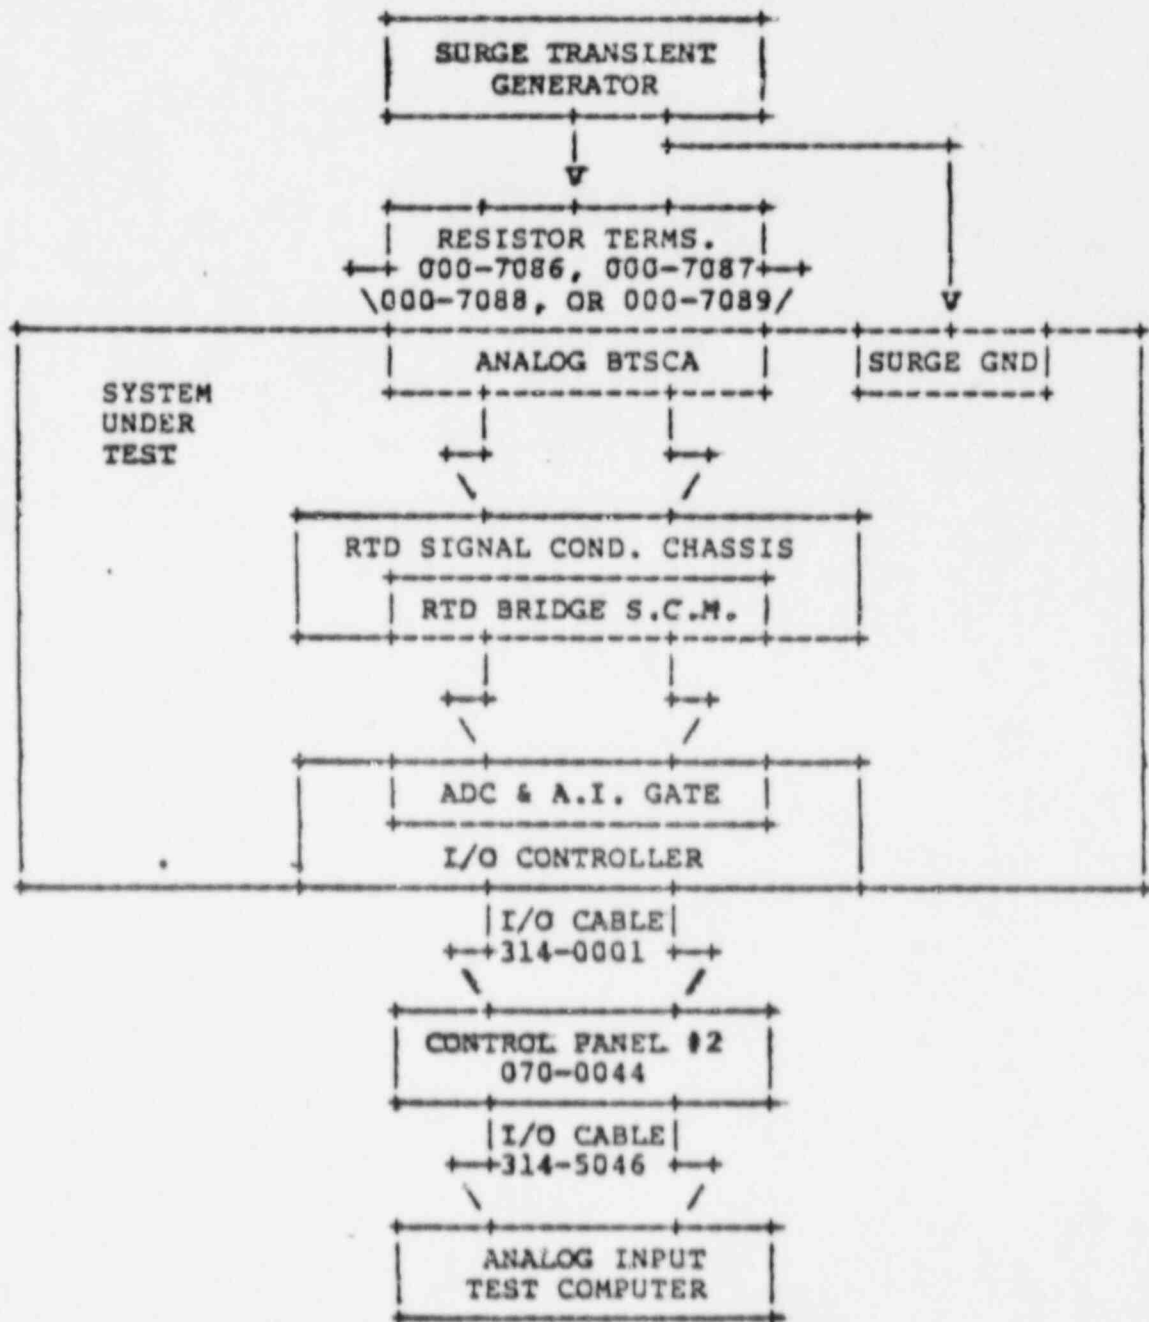 SURGE TRANSIENT
GENERATOR
RESISTOR TERMS.
000-7086, 000-7087
000-7088, OR 000-7089
ANALOG BTSCA
SURGE GND
SYSTEM
UNDER
TEST
RTD SIGNAL COND. CHASSIS
RTD BRIDGE S.C.M.
ADC & A.I. GATE
I/O CONTROLLER
I/O CABLE
314-0001
CONTROL PANEL #2
070-0044
I/O CABLE
314-5046
ANALOG INPUT
TEST COMPUTER